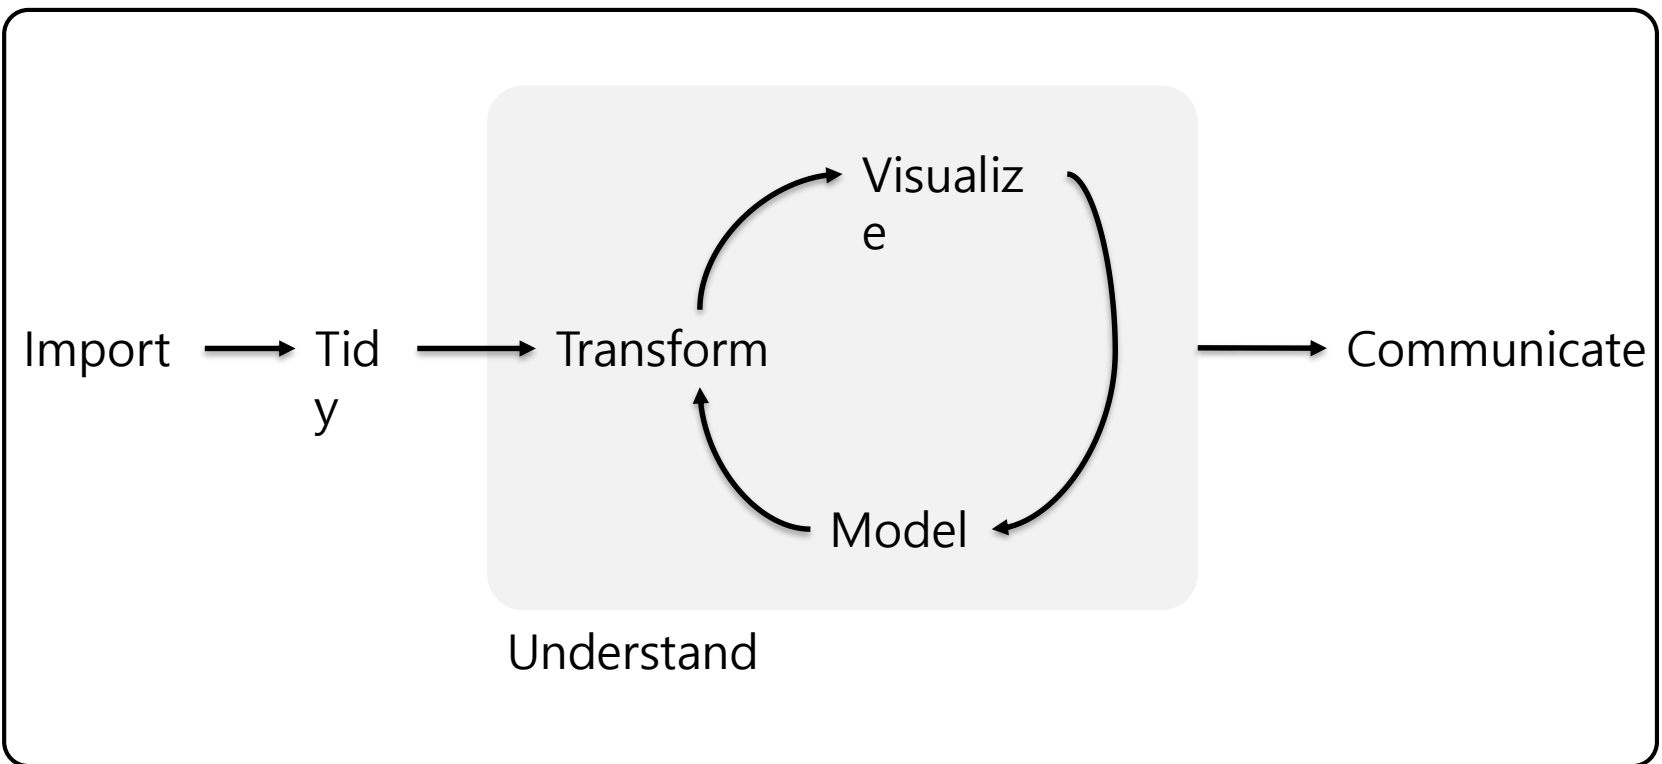 Visualiz
e
Import
Tid
y
Transform
Communicate
Model
Understand